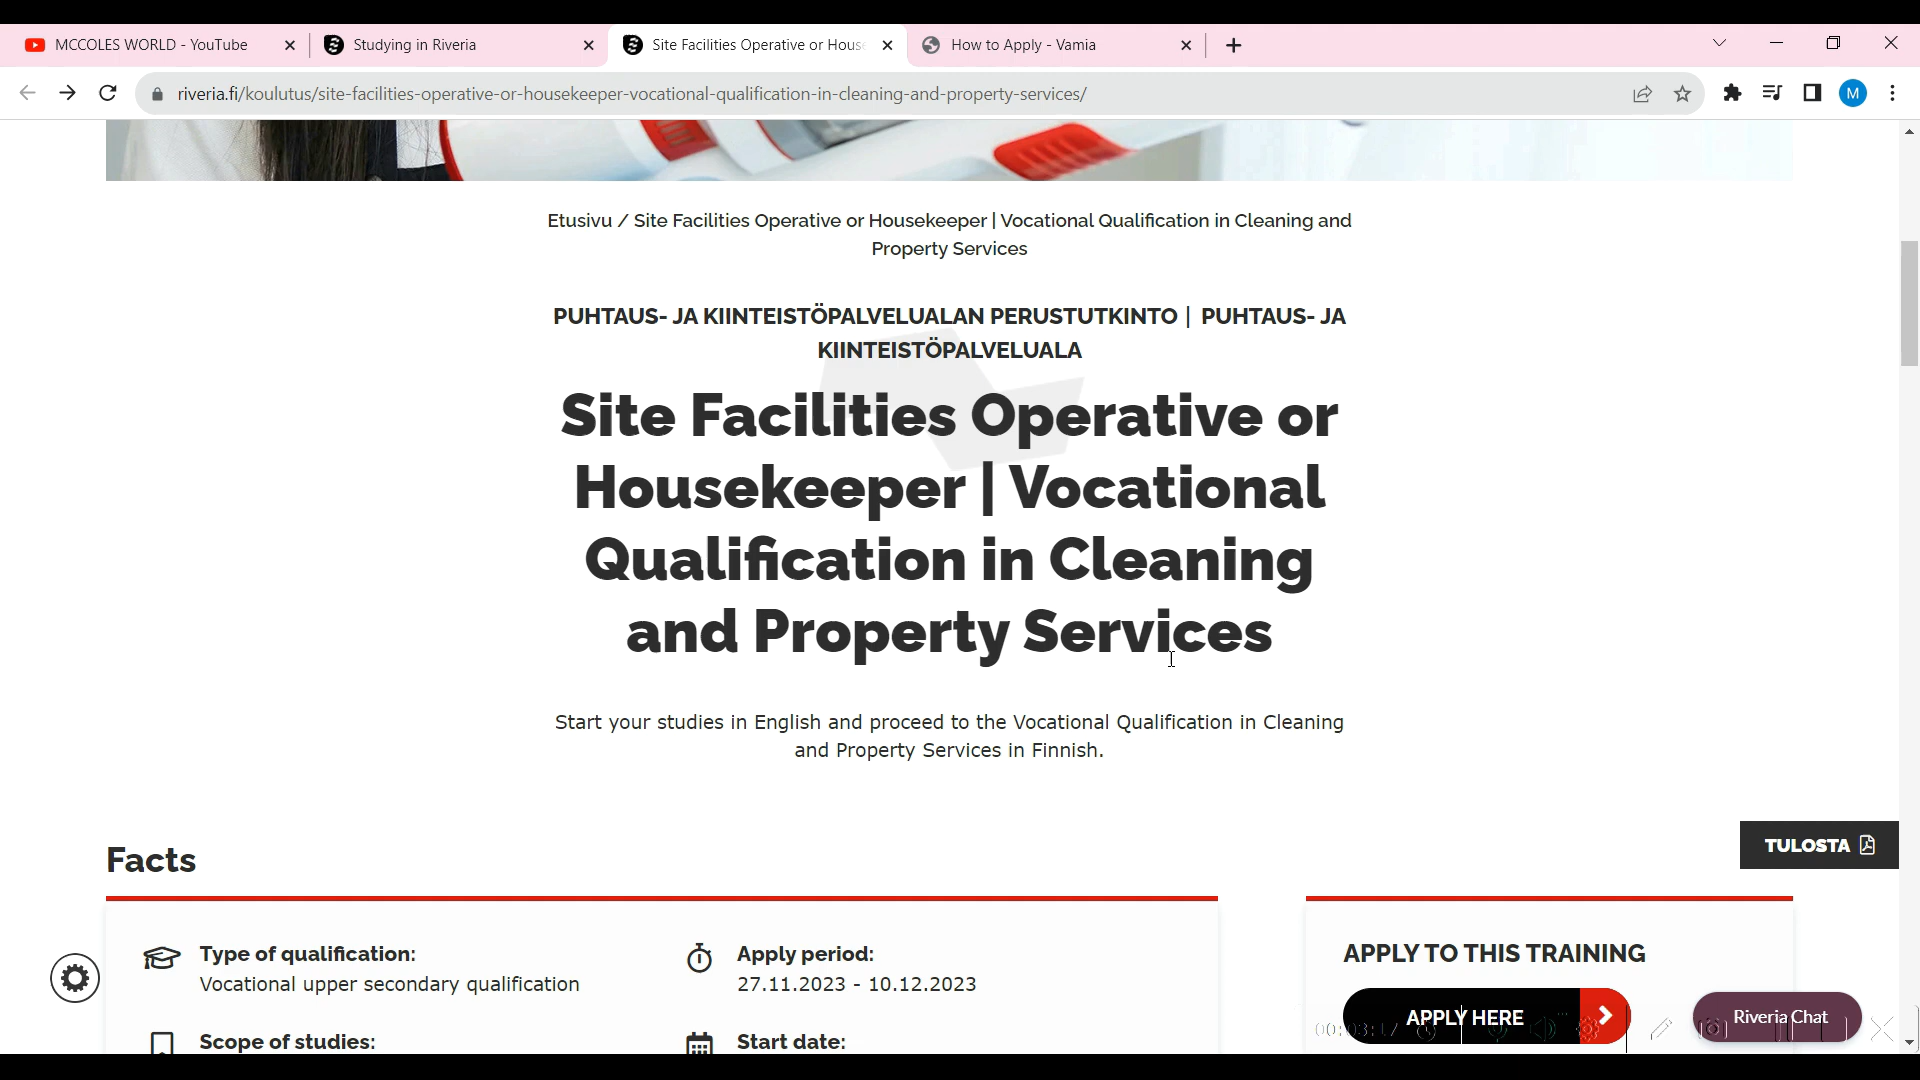 MCCOLES WORLD - YouTube
Studying in Riveria
Site Facilities Operative or House
How to Apply - Vamia
riveria.fi/koulutus/site-facilities-operative-or-housekeeper-vocational-qualification-in-cleaning-and-property-services/
M
Etusivu / Site Facilities Operative or Housekeeper | Vocational Qualification in Cleaning and
Property Services
PUHTAUS- JA KIINTEISTÖPALVELUALAN PERUSTUTKINTO | PUHTAUS- JA
KIINTEISTÖPALVELUALA
Site Facilities Operative or
Housekeeper | Vocational
Qualification in Cleaning
and Property Services
Start your studies in English and proceed to the Vocational Qualification in Cleaning
and Property Services in Finnish.
TULOSTA
Facts
Type of qualification:
Vocational upper secondary qualification
Apply period:
27.11.2023 - 10.12.2023
Scope of studies:
Start date:
APPLY TO THIS TRAINING
APPLY HERE
Riveria Chat
00:03:17